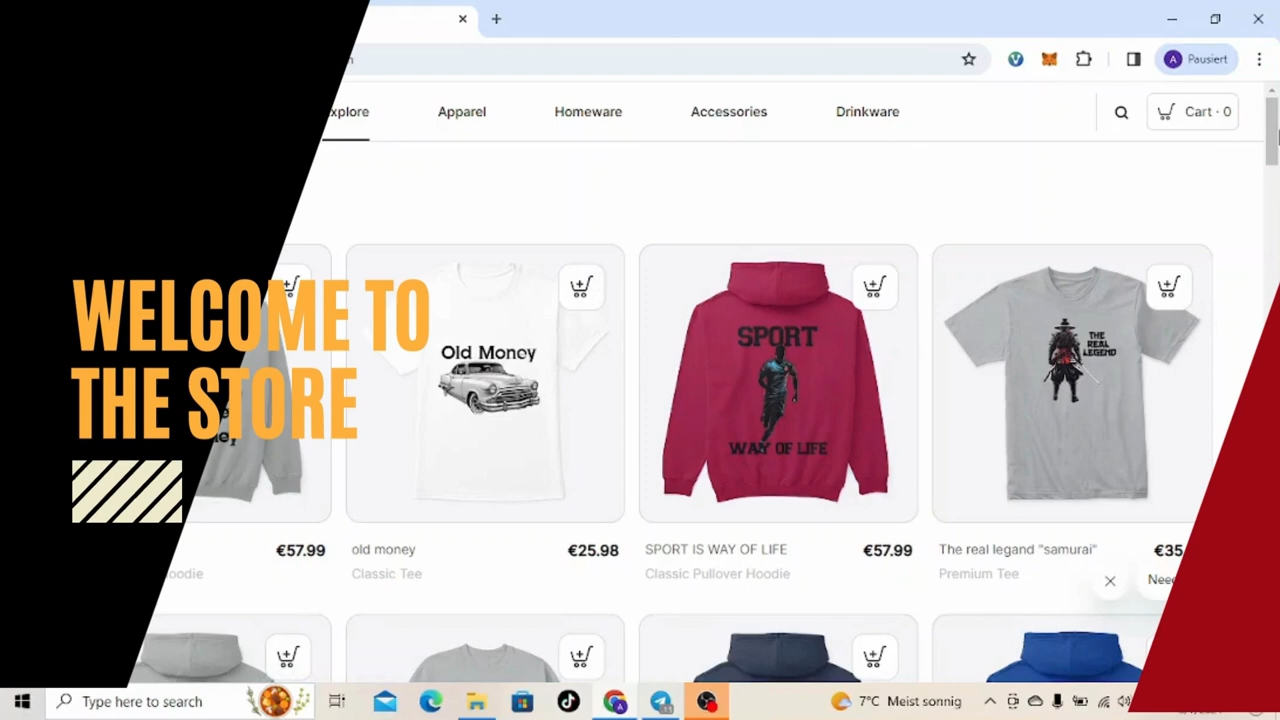 Pausiert
xplore
Apparel
Homeware
Accessories
Drinkware
Cart · 0
WELCOME TO
THE STORE
Old Money
SPORT
WAY OF LIFE
THE
REAL
LEGEND
€57.99
oodie
old money
€25.98
Classic Tee
SPORT IS WAY OF LIFE
€57.99
Classic Pullover Hoodie
The real legand "samurai"
€35
Premium Tee
Nee
Type here to search
7°C Meist sonnig